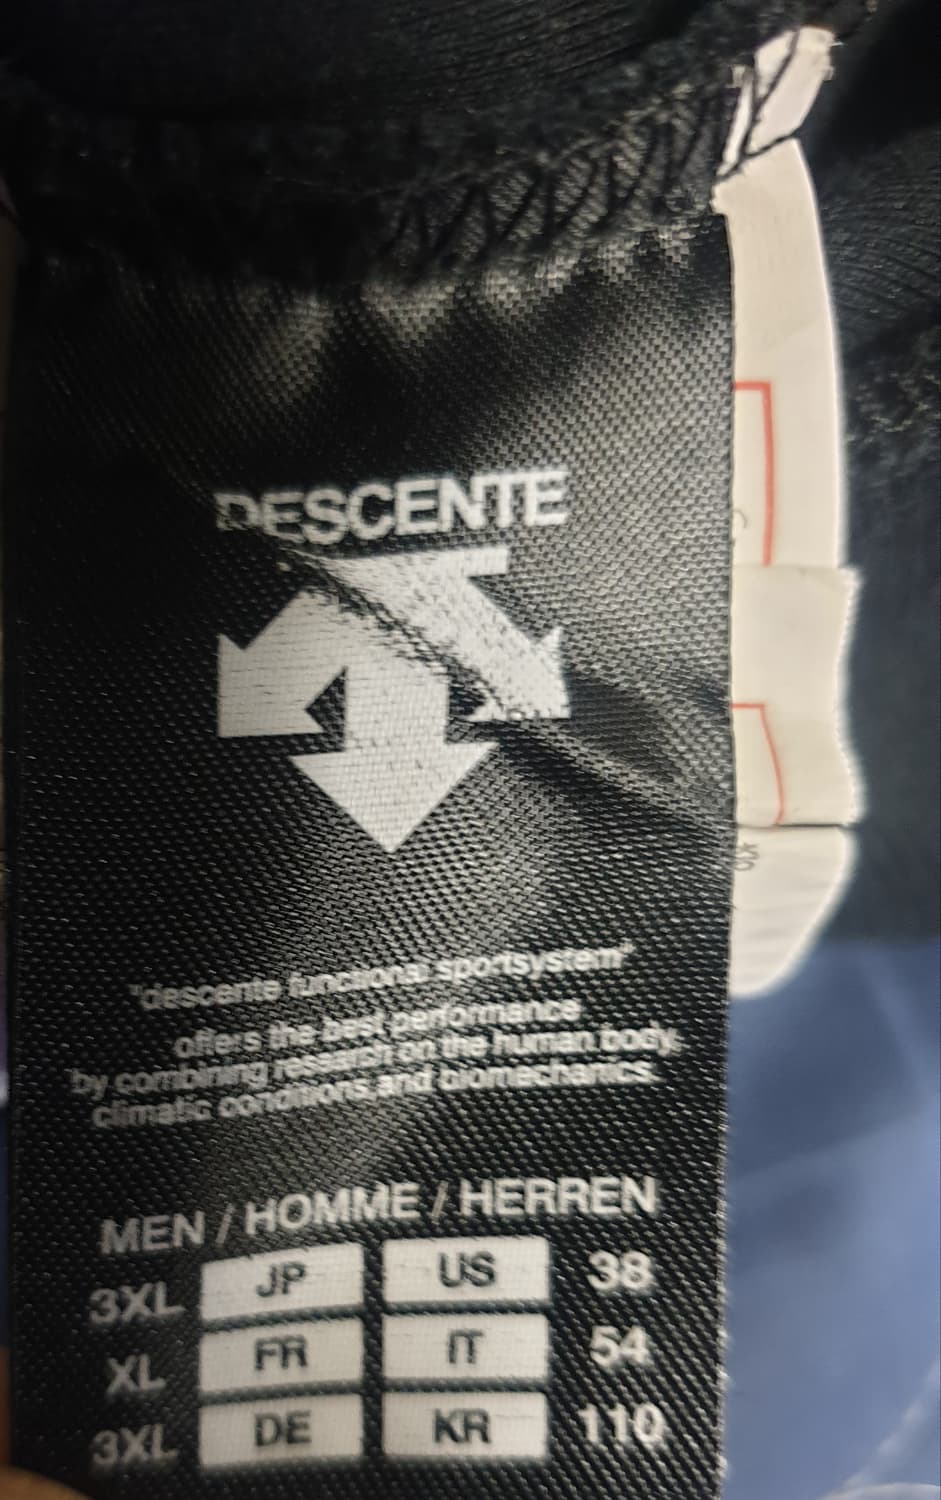 DESCENTE
"descente functional sportsystem"
offers the best performance
by combining research on the human body,
climatic conditions and biomechanics.
MEN / HOMME / HERREN
3XL JP US 38
XL FR IT 54
3XL DE KR 110